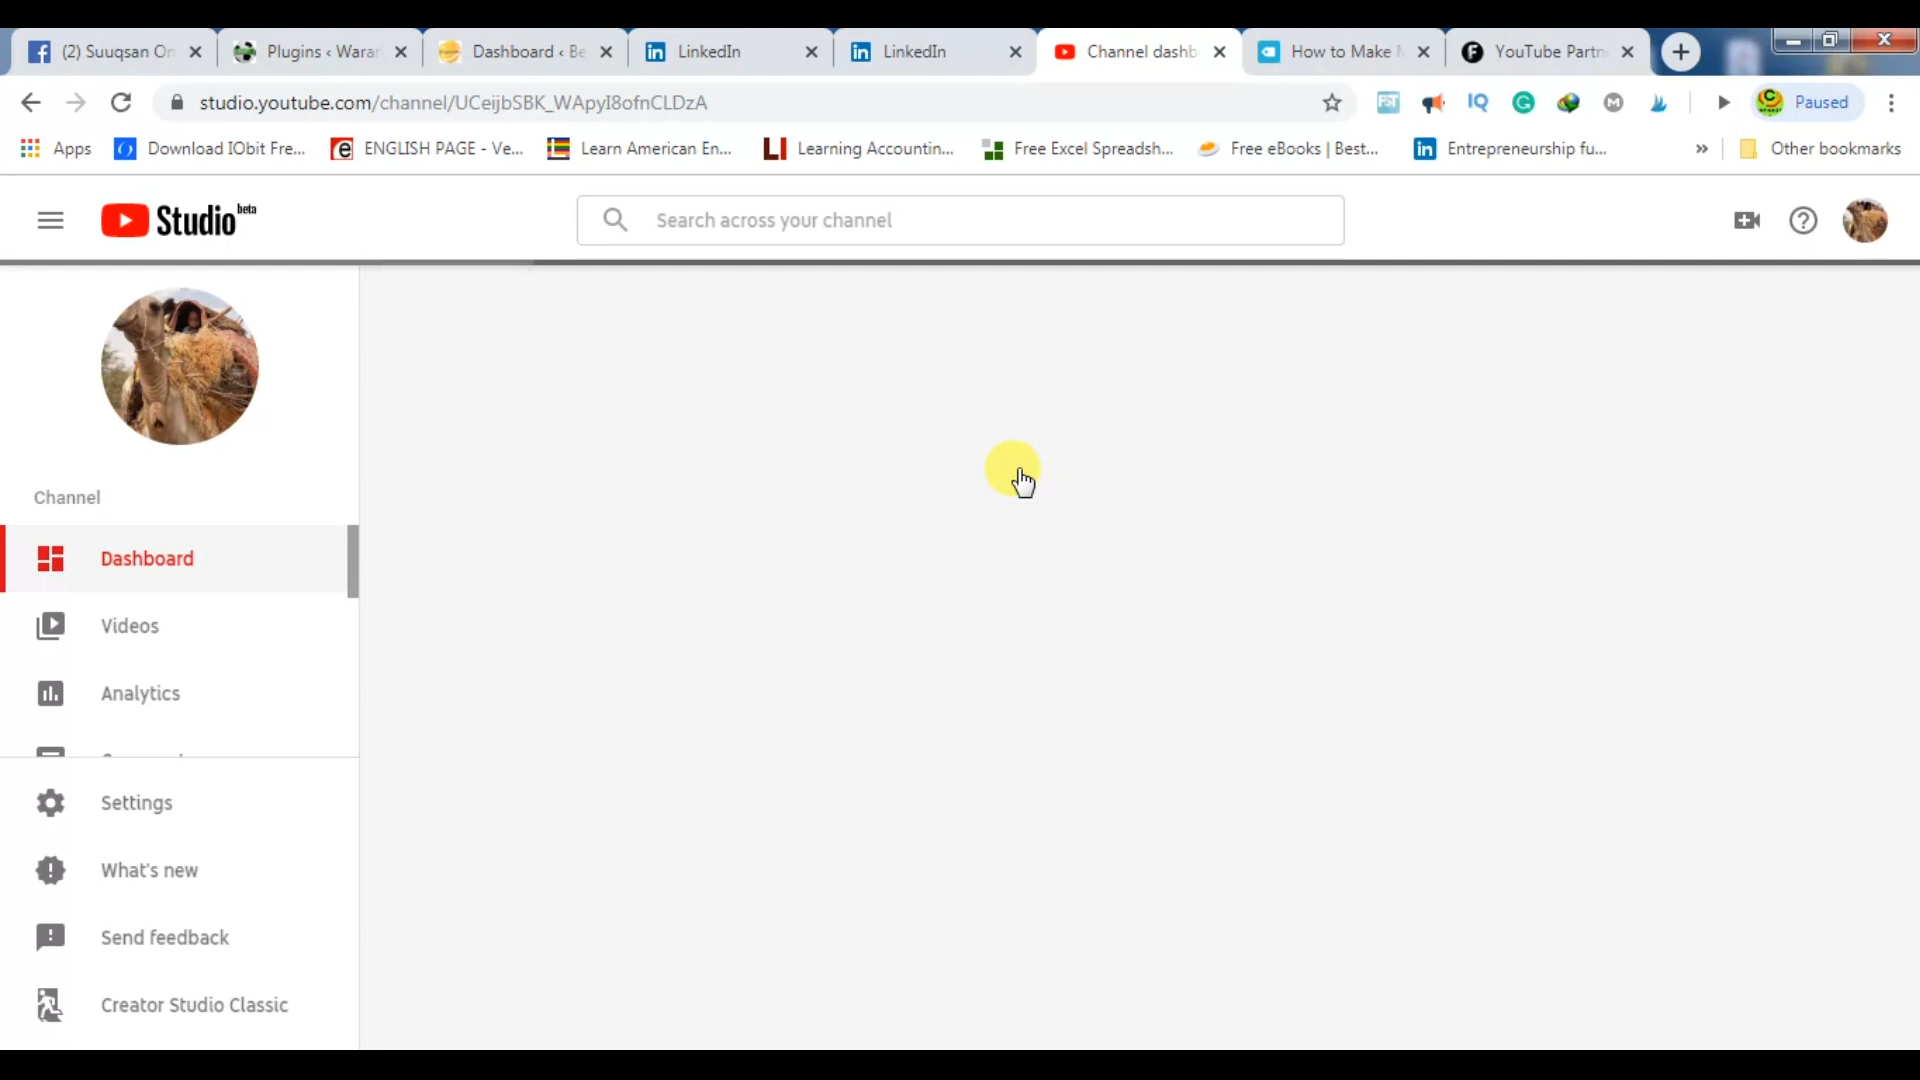 (2) Suuqsan On
Plugins ‹ Waran
Dashboard ‹ Be
LinkedIn
LinkedIn
Channel dashb
How to Make M
YouTube Partn
studio.youtube.com/channel/UCeijbSBK_WApyI8ofnCLDzA
Paused
Apps
Download IObit Fre...
ENGLISH PAGE - Ve...
Learn American En...
Learning Accountin...
Free Excel Spreadsh...
Free eBooks | Best...
Entrepreneurship fu...
»
Other bookmarks
Studio beta
Search across your channel
Channel
Dashboard
Videos
Analytics
Settings
What's new
Send feedback
Creator Studio Classic